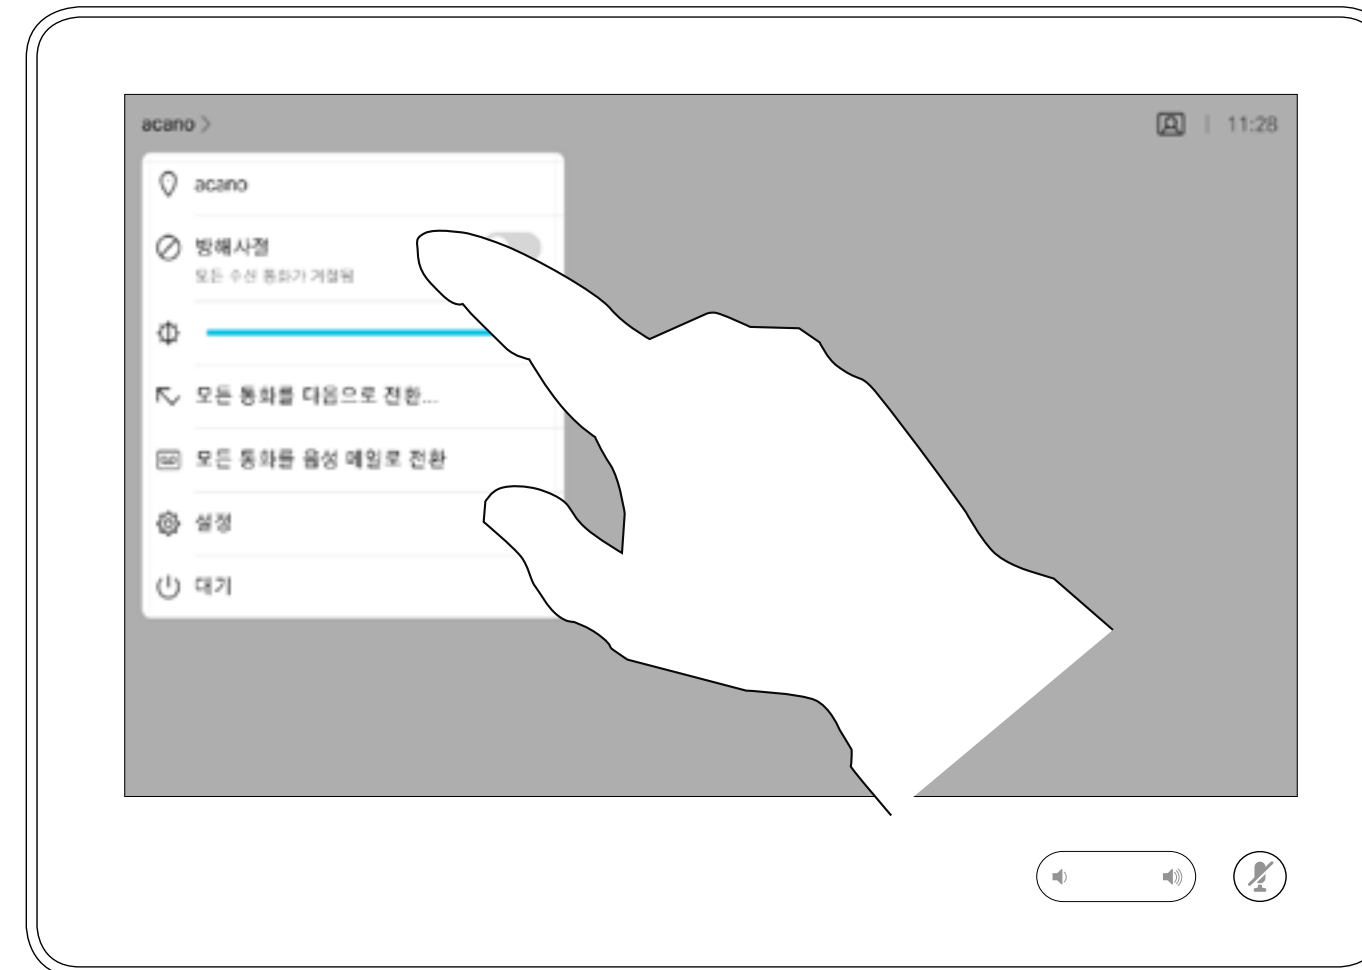 acano
11:28
acano
방해사절
모든 수신 통화가 거절됨
모든 통화를 다음으로 전환...
모든 통화를 음성 메일로 전환
설정
대기